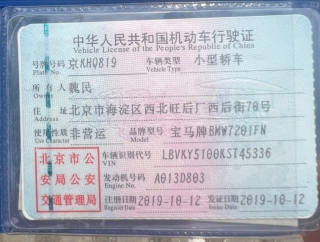 中华人民共和国机动车行驶证
Vehicle License of the People's Republic of China
号牌号码 京KHQ819 车辆类型 小型轿车
Plate No. Vehicle Type
所有人 魏民
Owner
住址 北京市海淀区西北旺后厂西后街70号
Address
使用性质 非营运 品牌型号 宝马牌BMW7201FN
Use Character Model
北京市公安局公安交通管理局
车辆识别代号 LBVKY5100KST45336
VIN
发动机号码 A013D803
Engine No.
注册日期 2019-10-12 发证日期 2019-10-12
Register Date Issue Date